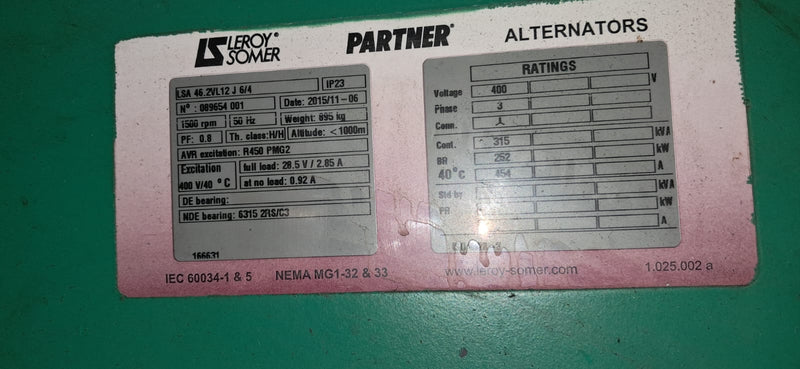 LEROY® SOMER PARTNER® ALTERNATORS
LSA 46.2VL12 J 6/4 IP23
N° : 089654 001 Date: 2015/11-06
1500 rpm 50 Hz Weight: 895 kg
PF: 0.8 Th. class:H/H Altitude: <1000m
AVR excitation: R450 PMG2
Excitation full load: 28.5 V / 2.85 A
400 V/40 °C at no load: 0.92 A
DE bearing:
NDE bearing: 6315 2RS/C3
166631
RATINGS
Voltage 400 V
Phase 3
Conn.
Cont. 315 kVA
BR 252 kW
40°C 454 A
Std by kVA
PR kW
A
IEC 60034-1 & 5 NEMA MG1-32 & 33 www.leroy-somer.com 1.025.002 a